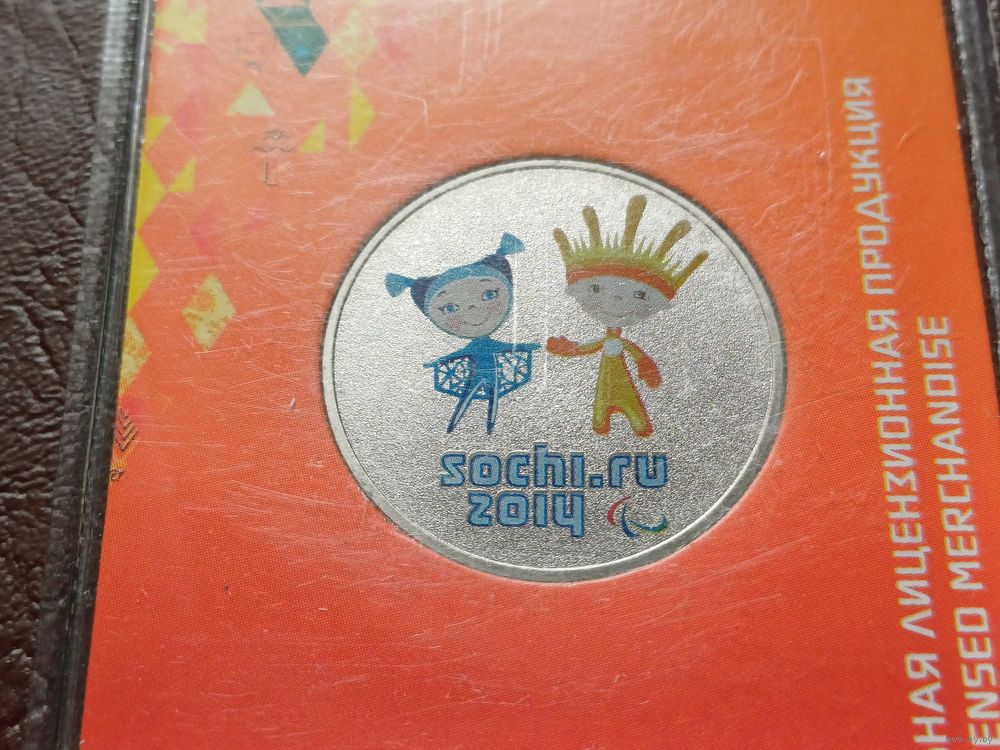 sochi.ru
2014
НАЯ ЛИЦЕНЗИОННАЯ ПРОДУКЦИЯ
ENSED MERCHANDISE